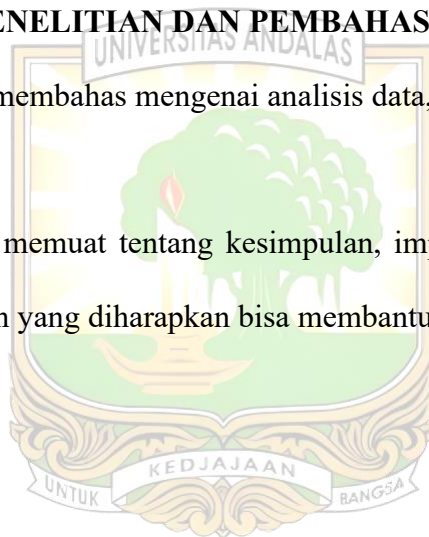 ENELITIAN DAN PEMBAHAS
UNIVERSITAS ANDALAS
membahas mengenai analisis data,
memuat tentang kesimpulan, imp
n yang diharapkan bisa membantu
KEDJAJAAN
UNTUK
BANGSA